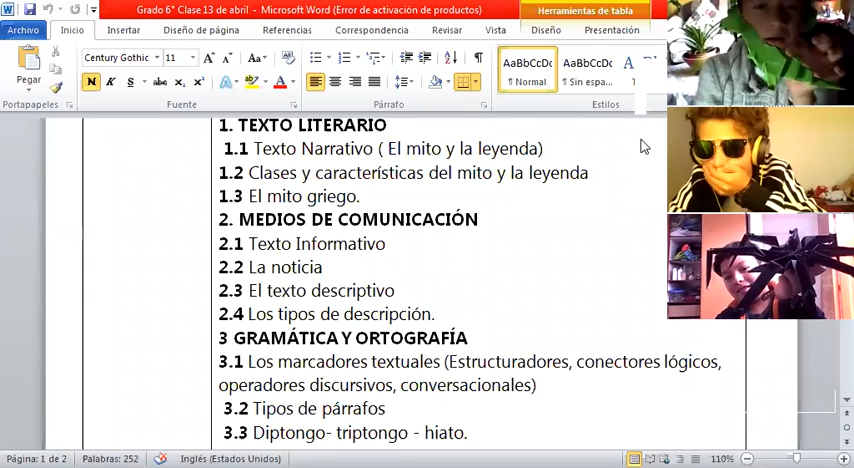 Grado 6° Clase 13 de abril - Microsoft Word (Error de activación de productos)
Herramientas de tabla
Archivo Inicio Insertar Diseño de página Referencias Correspondencia Revisar Vista Diseño Presentación
Century Gothic 11 Aa
AaBbCcDc AaBbCcDc A
Pegar
N K S abc X₂ X² A ab A
¶ Normal ¶ Sin espa... T
Portapapeles Fuente Párrafo Estilos
1. TEXTO LITERARIO
1.1 Texto Narrativo ( El mito y la leyenda)
1.2 Clases y características del mito y la leyenda
1.3 El mito griego.
2. MEDIOS DE COMUNICACIÓN
2.1 Texto Informativo
2.2 La noticia
2.3 El texto descriptivo
2.4 Los tipos de descripción.
3 GRAMÁTICA Y ORTOGRAFÍA
3.1 Los marcadores textuales (Estructuradores, conectores lógicos,
operadores discursivos, conversacionales)
3.2 Tipos de párrafos
3.3 Diptongo- triptongo - hiato.
Página: 1 de 2 Palabras: 252 Inglés (Estados Unidos) 110%